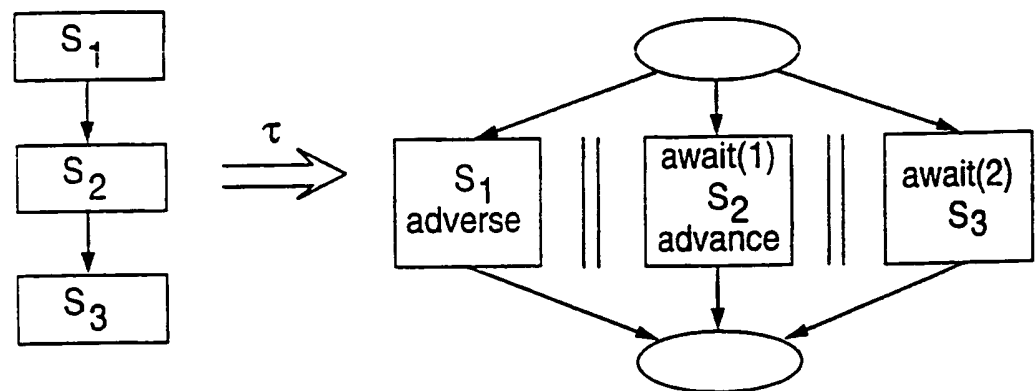 S1
S2
S3
τ
S1
adverse
await(1)
S2
advance
await(2)
S3